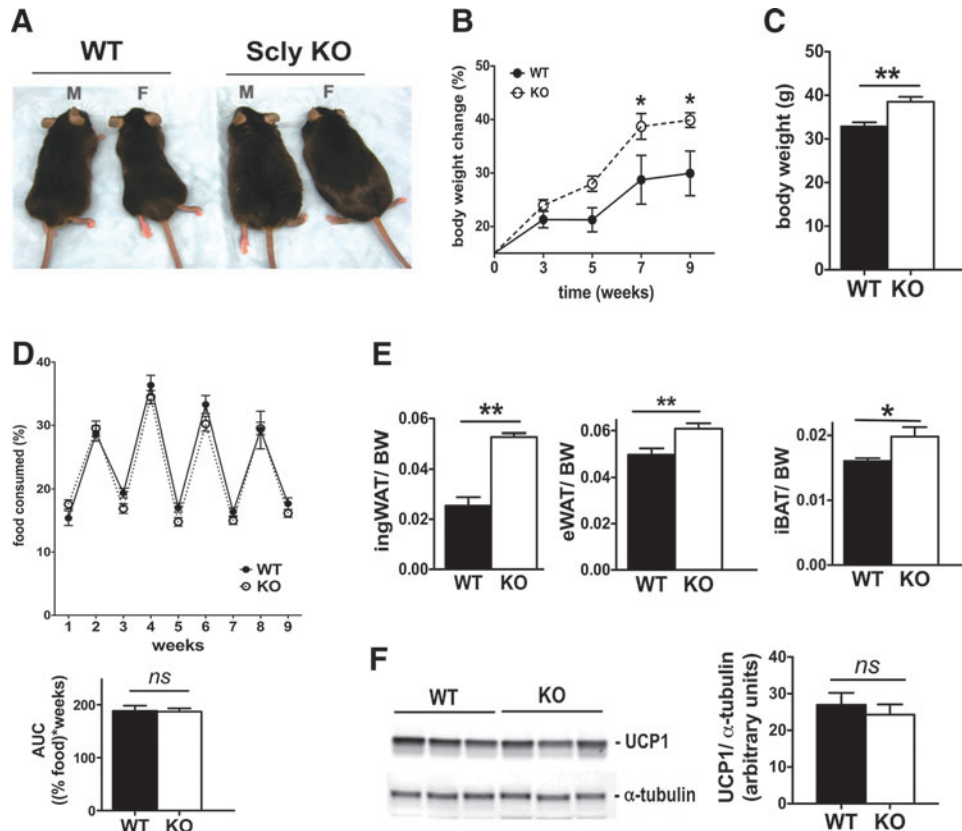 A
WT
Scly KO
M
F
M
F
B
WT
KO
body weight change (%)
40
30
20
*
*
0
3
5
7
9
time (weeks)
C
body weight (g)
50
40
30
20
10
0
**
WT
KO
D
food consumed (%)
40
30
20
10
0
WT
KO
1
2
3
4
5
6
7
8
9
weeks
AUC
((% food)*weeks)
200
100
0
ns
WT
KO
E
ingWAT/ BW
0.06
0.04
0.02
0.00
**
WT
KO
eWAT/ BW
0.06
0.04
0.02
0.00
**
WT
KO
iBAT/ BW
0.02
0.01
0.00
*
WT
KO
F
WT
KO
- UCP1
- α-tubulin
UCP1/ α-tubulin
(arbitrary units)
40
30
20
10
0
ns
WT
KO